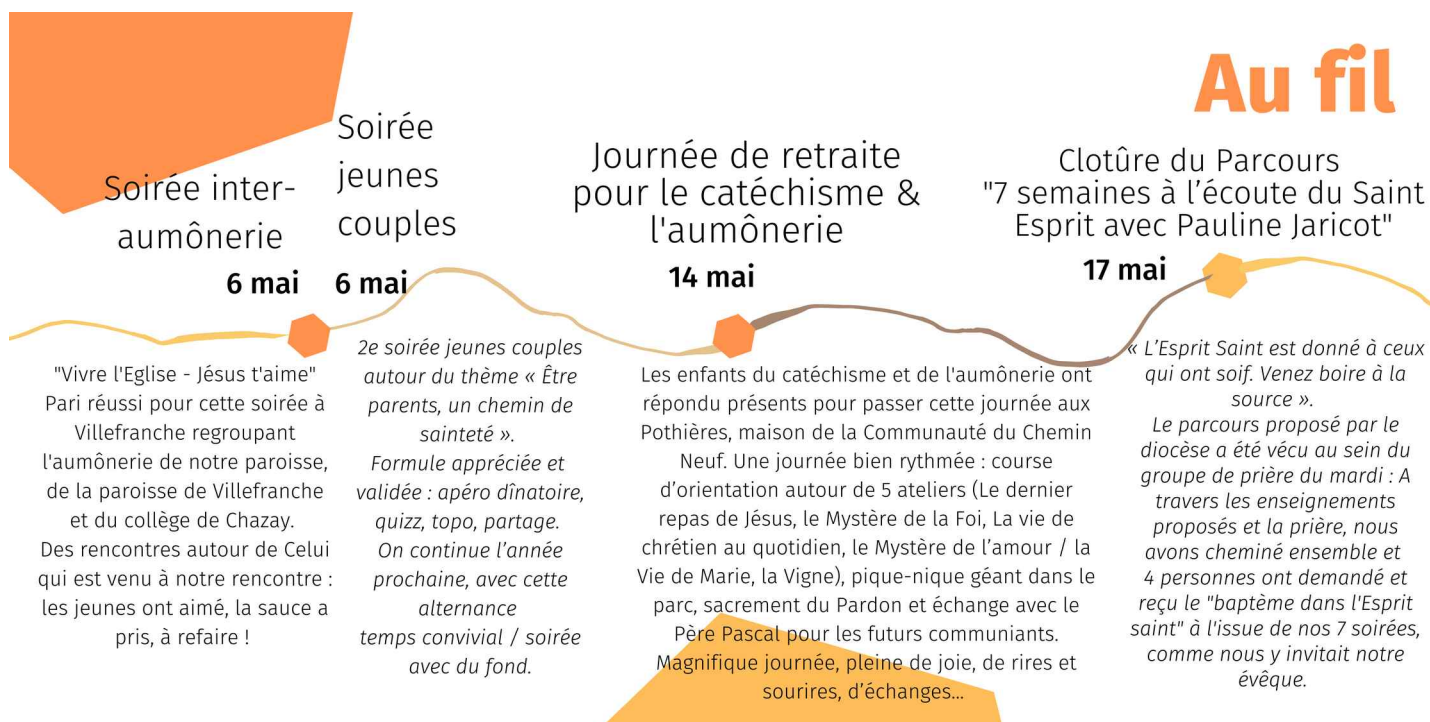 Au fil
Soirée inter-
aumônerie
6 mai
"Vivre l'Eglise - Jésus t'aime"
Pari réussi pour cette soirée à
Villefranche regroupant
l'aumônerie de notre paroisse,
de la paroisse de Villefranche
et du collège de Chazay.
Des rencontres autour de Celui
qui est venu à notre rencontre :
les jeunes ont aimé, la sauce a
pris, à refaire !
Soirée
jeunes
couples
6 mai
2e soirée jeunes couples
autour du thème « Être
parents, un chemin de
sainteté ».
Formule appréciée et
validée : apéro dînatoire,
quizz, topo, partage.
On continue l’année
prochaine, avec cette
alternance
temps convivial / soirée
avec du fond.
Journée de retraite
pour le catéchisme &
l'aumônerie
14 mai
Les enfants du catéchisme et de l'aumônerie ont
répondu présents pour passer cette journée aux
Pothières, maison de la Communauté du Chemin
Neuf. Une journée bien rythmée : course
d’orientation autour de 5 ateliers (Le dernier
repas de Jésus, le Mystère de la Foi, La vie de
chrétien au quotidien, le Mystère de l’amour / la
Vie de Marie, la Vigne), pique-nique géant dans le
parc, sacrement du Pardon et échange avec le
Père Pascal pour les futurs communiants.
Magnifique journée, pleine de joie, de rires et
sourires, d’échanges...
Clotûre du Parcours
"7 semaines à l’écoute du Saint
Esprit avec Pauline Jaricot"
17 mai
« L’Esprit Saint est donné à ceux
qui ont soif. Venez boire à la
source ».
Le parcours proposé par le
diocèse a été vécu au sein du
groupe de prière du mardi : A
travers les enseignements
proposés et la prière, nous
avons cheminé ensemble et
4 personnes ont demandé et
reçu le "baptème dans l'Esprit
saint" à l'issue de nos 7 soirées,
comme nous y invitait notre
évêque.